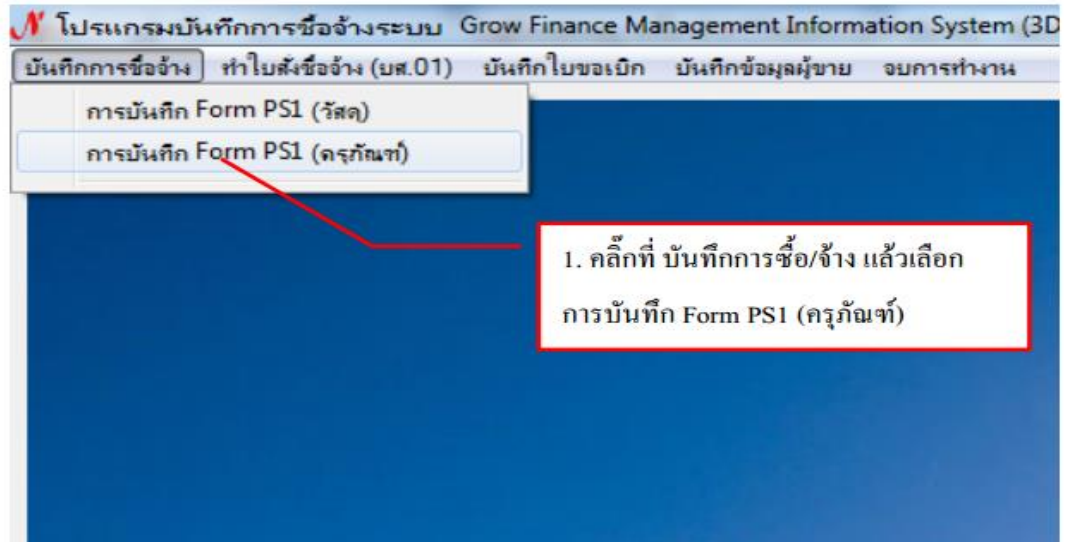 โปรแกรมบันทึกการซื้อจ้างระบบ Grow Finance Management Information System (3D
บันทึกการซื้อจ้าง ทำใบสั่งซื้อจ้าง (บส.01) บันทึกใบขอเบิก บันทึกข้อมูลผู้ขาย จบการทำงาน
การบันทึก Form PS1 (วัสดุ)
การบันทึก Form PS1 (ครุภัณฑ์)
1. คลิ๊กที่ บันทึกการซื้อ/จ้าง แล้วเลือก
การบันทึก Form PS1 (ครุภัณฑ์)